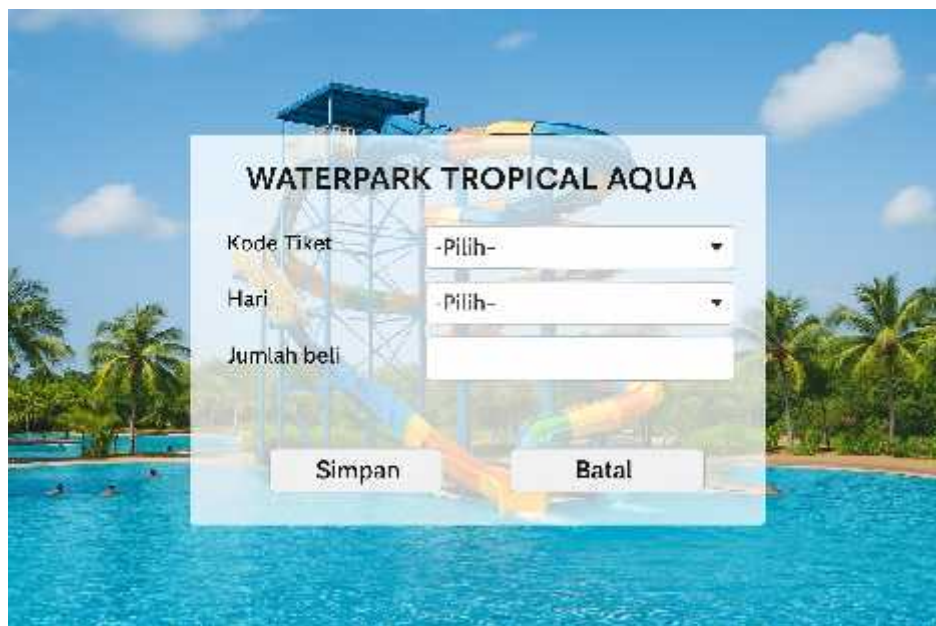 WATERPARK TROPICAL AQUA
Kode Tiket -Pilih-
Hari -Pilih-
Jumlah beli
Simpan Batal